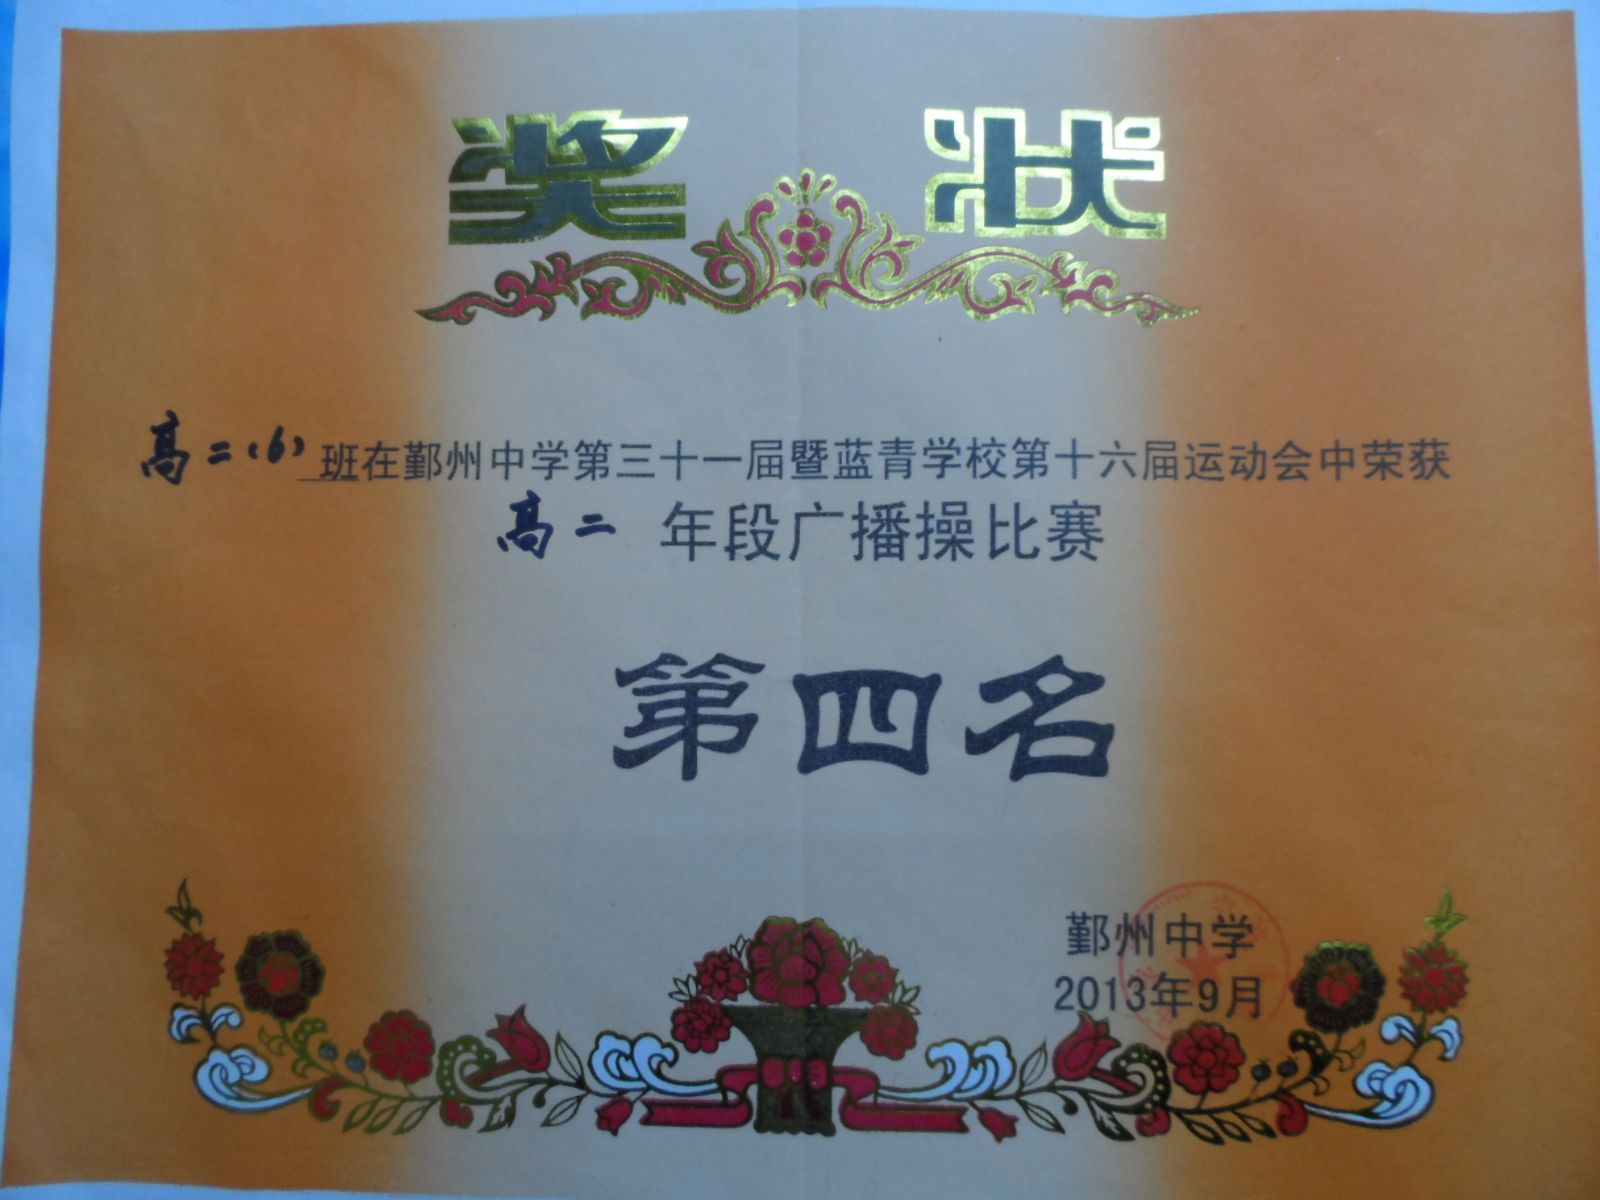 奖状
高二(6)班在鄞州中学第三十一届暨蓝青学校第十六届运动会中荣获
高二 年段广播操比赛
第四名
鄞州中学
2013年9月